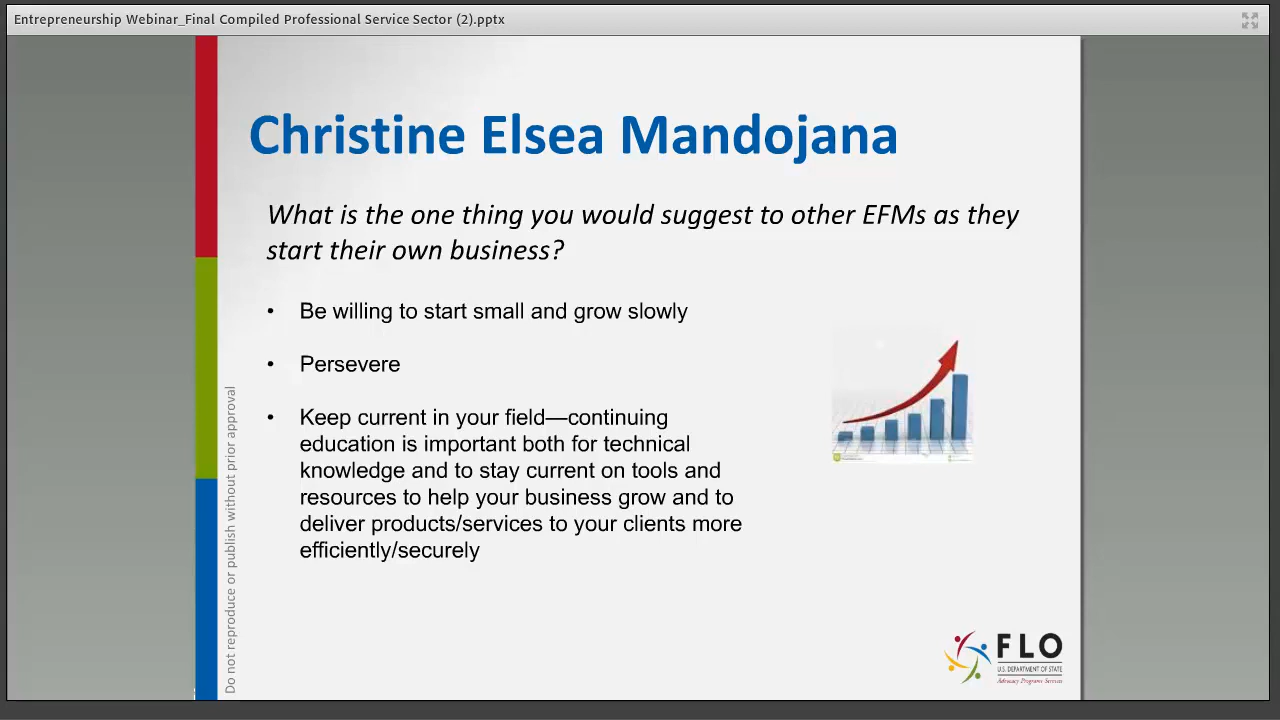 Entrepreneurship Webinar_Final Compiled Professional Service Sector (2).pptx
Christine Elsea Mandojana
What is the one thing you would suggest to other EFMs as they
start their own business?
• Be willing to start small and grow slowly
• Persevere
• Keep current in your field—continuing
education is important both for technical
knowledge and to stay current on tools and
resources to help your business grow and to
deliver products/services to your clients more
efficiently/securely
Do not reproduce or publish without prior approval
FLO
U.S. DEPARTMENT OF STATE
Advocacy Programs Services